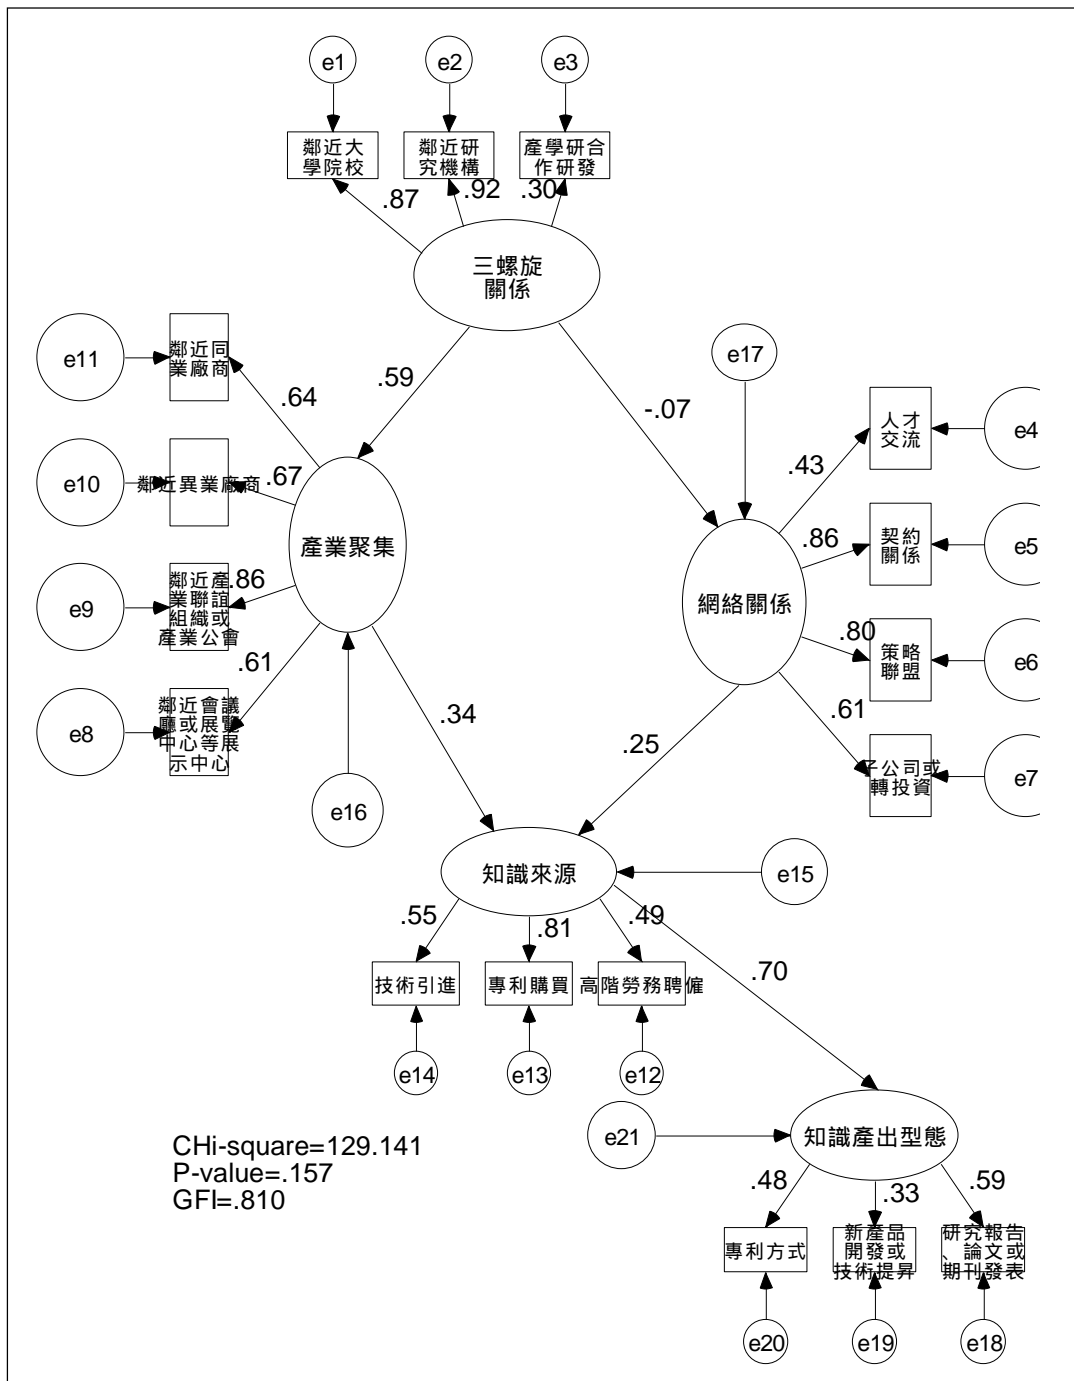 e1
e2
e3
鄰近大
學院校
鄰近研
究機構
產學研合
作研發
.87
.92
.30
三螺旋
關係
e11
鄰近同
業廠商
.64
.59
-.07
e17
人才
交流
e4
.43
e10
鄰近異業廠商
.67
產業聚集
網絡關係
.86
契約
關係
e5
e9
鄰近產
業聯誼
組織或
產業公會
.86
.80
策略
聯盟
e6
e8
鄰近會議
廳或展覽
中心等展
示中心
.61
.61
子公司或
轉投資
e7
.34
.25
e16
知識來源
e15
.55
.81
.49
.70
技術引進
專利購買
高階勞務聘僱
e14
e13
e12
e21
知識產出型態
CHi-square=129.141
P-value=.157
GFI=.810
.48
.33
.59
專利方式
新產品
開發或
技術提昇
研究報告
、論文或
期刊發表
e20
e19
e18